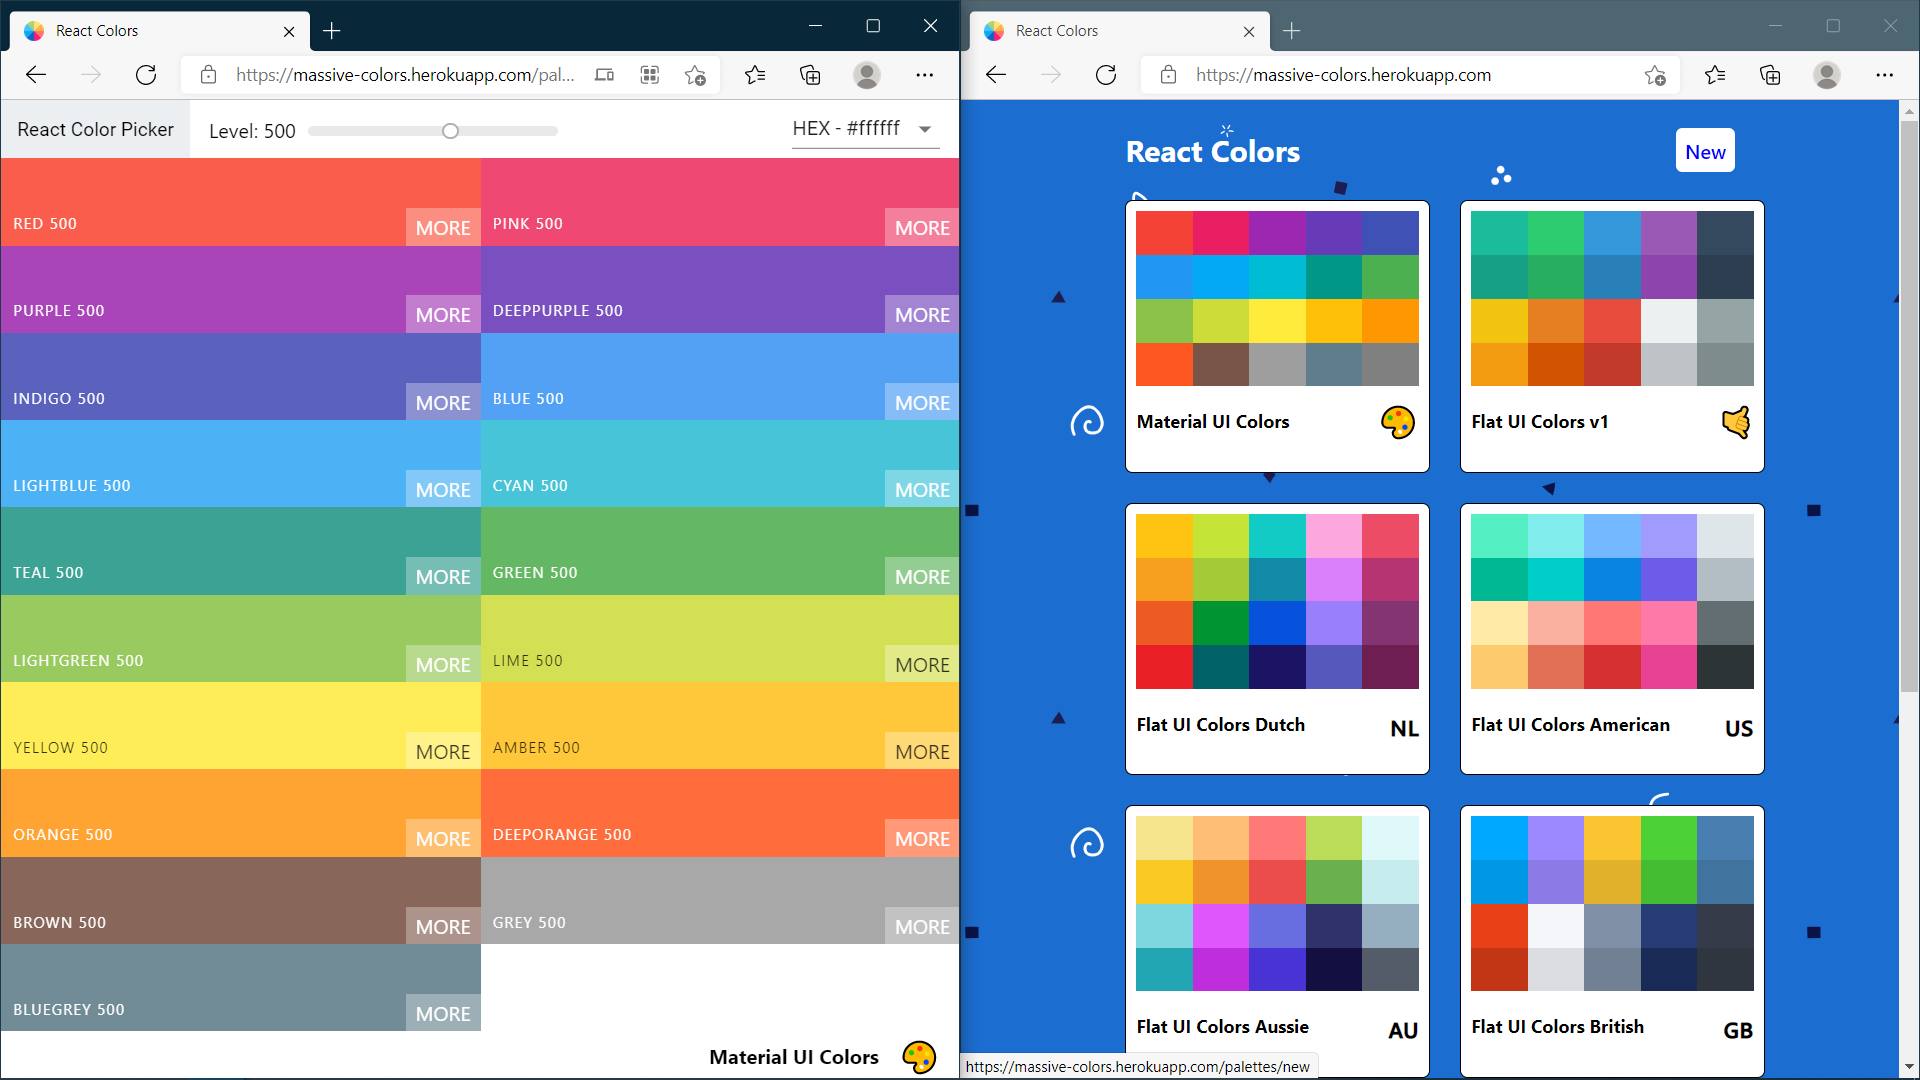 React Colors
https://massive-colors.herokuapp.com/pal...
React Color Picker
Level: 500
HEX - #ffffff
RED 500
MORE
PINK 500
MORE
PURPLE 500
MORE
DEEPPURPLE 500
MORE
INDIGO 500
MORE
BLUE 500
MORE
LIGHTBLUE 500
MORE
CYAN 500
MORE
TEAL 500
MORE
GREEN 500
MORE
LIGHTGREEN 500
MORE
LIME 500
MORE
YELLOW 500
MORE
AMBER 500
MORE
ORANGE 500
MORE
DEEPORANGE 500
MORE
BROWN 500
MORE
GREY 500
MORE
BLUEGREY 500
MORE
Material UI Colors
React Colors
https://massive-colors.herokuapp.com
React Colors
New
Material UI Colors
Flat UI Colors v1
Flat UI Colors Dutch
NL
Flat UI Colors American
US
Flat UI Colors Aussie
AU
Flat UI Colors British
GB
https://massive-colors.herokuapp.com/palettes/new